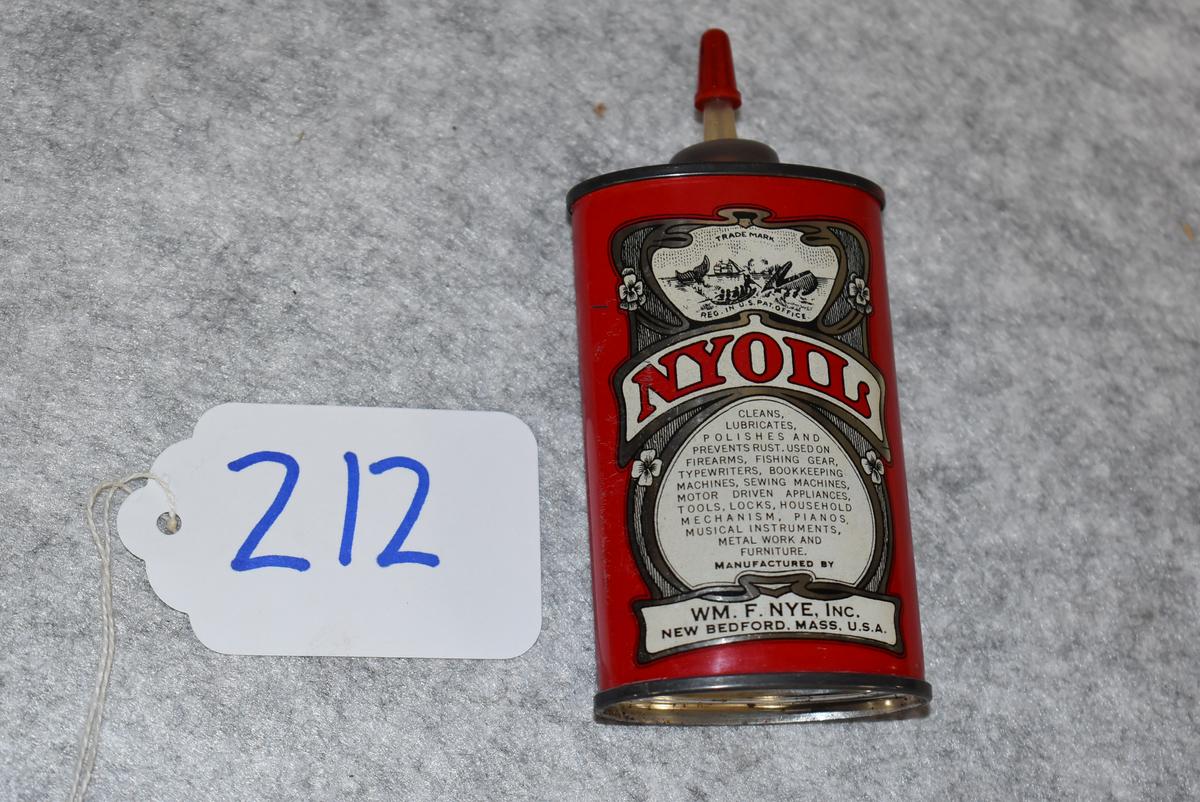 212
TRADE MARK
REG. IN U.S. PAT. OFFICE.
NYOIL
CLEANS,
LUBRICATES,
POLISHES AND
PREVENTS RUST. USED ON
FIREARMS, FISHING GEAR,
TYPEWRITERS, BOOKKEEPING
MACHINES, SEWING MACHINES,
MOTOR DRIVEN APPLIANCES,
TOOLS, LOCKS, HOUSEHOLD
MECHANISM, PIANOS,
MUSICAL INSTRUMENTS,
METAL WORK AND
FURNITURE.
MANUFACTURED BY
WM. F. NYE, INC.
NEW BEDFORD, MASS, U.S.A.